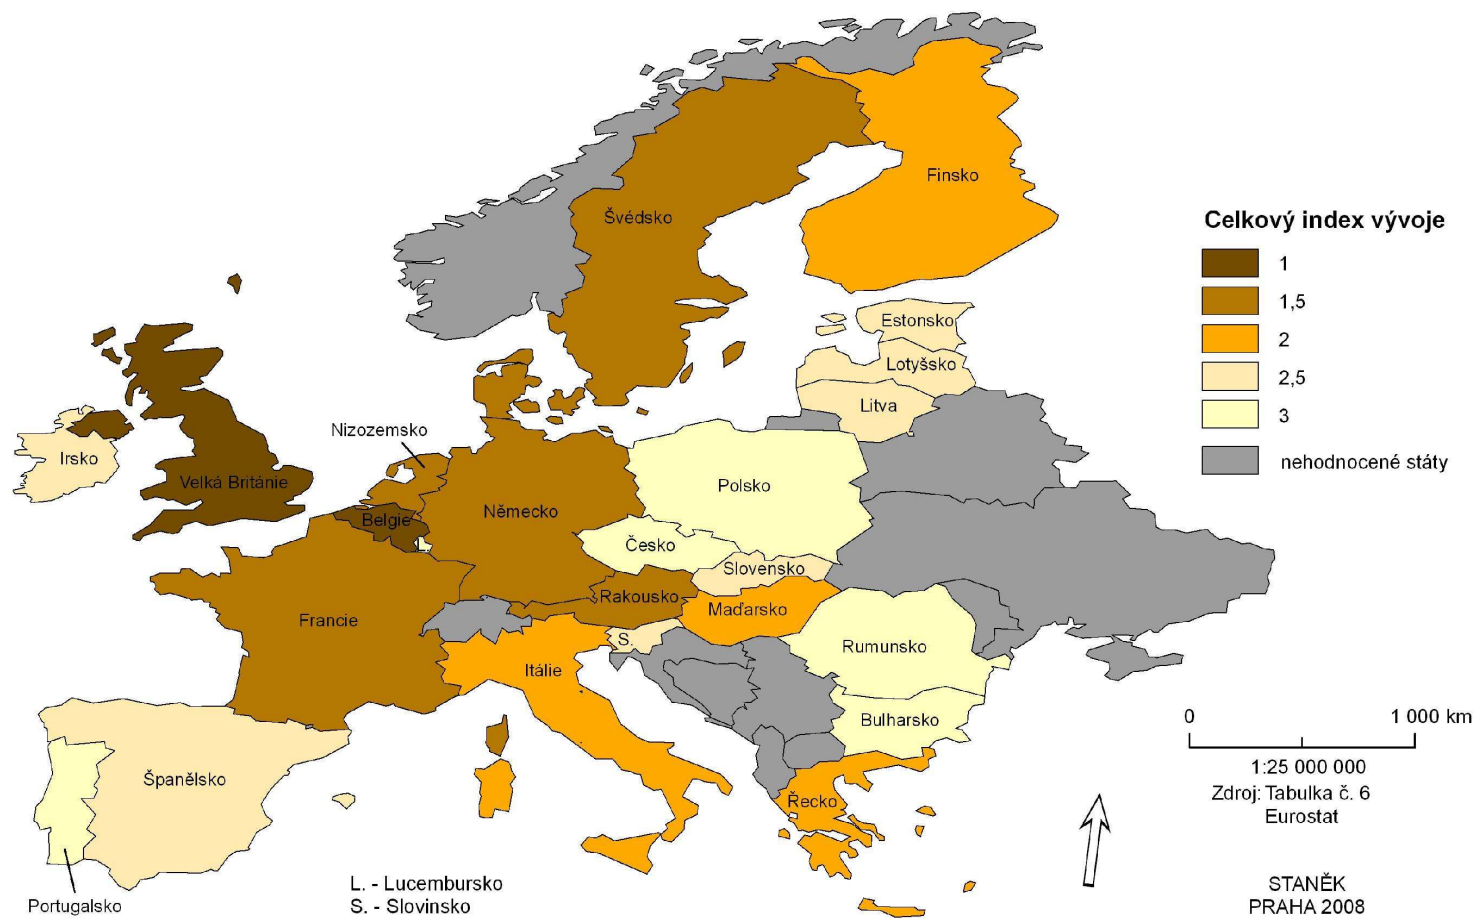 Finsko
Švédsko
Estonsko
Lotyšsko
Litva
Nizozemsko
Irsko
Velká Británie
Belgie
Německo
Polsko
L.
Česko
Slovensko
Rakousko
Maďarsko
Francie
S.
Itálie
Rumunsko
Bulharsko
Španělsko
Řecko
Portugalsko
L. - Lucembursko
S. - Slovinsko
Celkový index vývoje
1
1,5
2
2,5
3
nehodnocené státy
0 1 000 km
1:25 000 000
Zdroj: Tabulka č. 6
Eurostat
STANĚK
PRAHA 2008